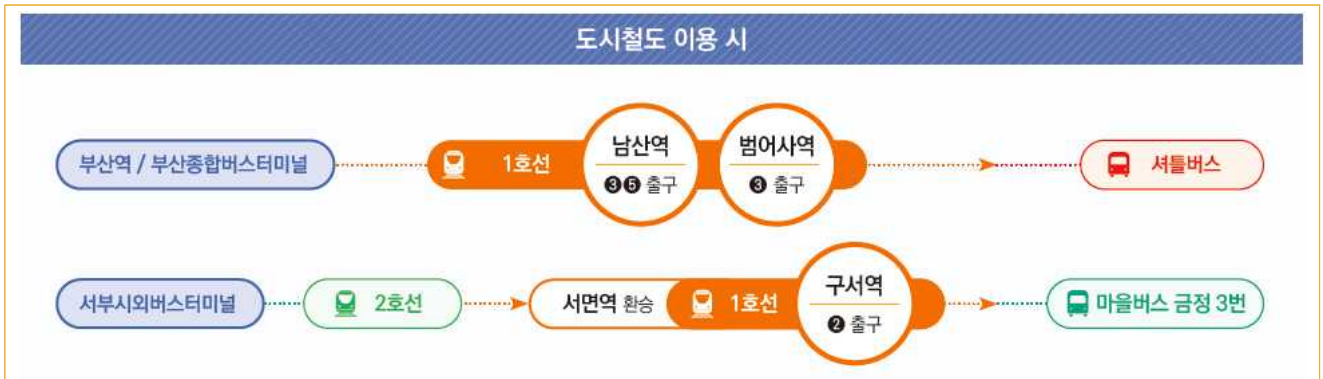 도시철도 이용 시
부산역 / 부산종합버스터미널
1호선
남산역
❸❺ 출구
범어사역
❸ 출구
셔틀버스
서부시외버스터미널
2호선
서면역 환승
1호선
구서역
❷ 출구
마을버스 금정 3번